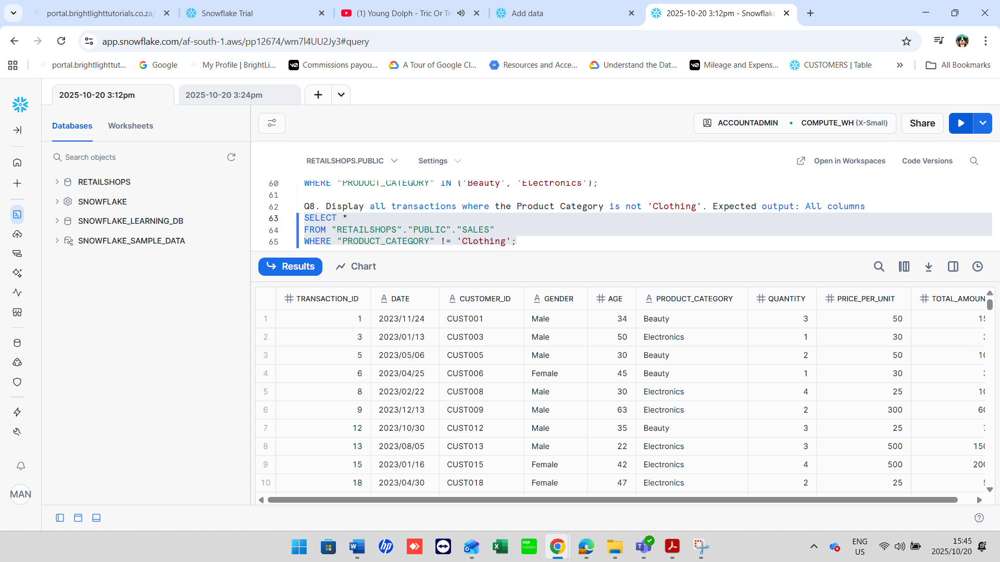 portal.brightlighttutorials.co.za/
Snowflake Trial
(1) Young Dolph - Tric Or Tr
Add data
2025-10-20 3:12pm - Snowflake
app.snowflake.com/af-south-1.aws/pp12674/wm7l4UU2Jy3#query
portal.brightlighttut...
Google
My Profile | BrightLi...
Commissions payou...
A Tour of Google Cl...
Resources and Acce...
Understand the Dat...
Mileage and Expens...
CUSTOMERS | Table
All Bookmarks
2025-10-20 3:12pm
2025-10-20 3:24pm
Databases
Worksheets
ACCOUNTADMIN
COMPUTE_WH (X-Small)
Share
Search objects
RETAILSHOPS
SNOWFLAKE
SNOWFLAKE_LEARNING_DB
SNOWFLAKE_SAMPLE_DATA
MAN
RETAILSHOPS.PUBLIC
Settings
Open in Workspaces
Code Versions
60 WHERE "PRODUCT_CATEGORY" IN ('Beauty', 'Electronics');
61
62 Q8. Display all transactions where the Product Category is not 'Clothing'. Expected output: All columns
63 SELECT *
64 FROM "RETAILSHOPS"."PUBLIC"."SALES"
65 WHERE "PRODUCT_CATEGORY" != 'Clothing';
Results
Chart
TRANSACTION_ID DATE CUSTOMER_ID GENDER AGE PRODUCT_CATEGORY QUANTITY PRICE_PER_UNIT TOTAL_AMOUN
1 1 2023/11/24 CUST001 Male 34 Beauty 3 50 15
2 3 2023/01/13 CUST003 Male 50 Electronics 1 30
3 5 2023/05/06 CUST005 Male 30 Beauty 2 50 10
4 6 2023/04/25 CUST006 Female 45 Beauty 1 30
5 8 2023/02/22 CUST008 Male 30 Electronics 4 25 10
6 9 2023/12/13 CUST009 Male 63 Electronics 2 300 60
7 12 2023/10/30 CUST012 Male 35 Beauty 3 25
8 13 2023/08/05 CUST013 Male 22 Electronics 3 500 150
9 15 2023/01/16 CUST015 Female 42 Electronics 4 500 200
10 18 2023/04/30 CUST018 Female 47 Electronics 2 25
sage
Evolution
ENG
US
15:45
2025/10/20